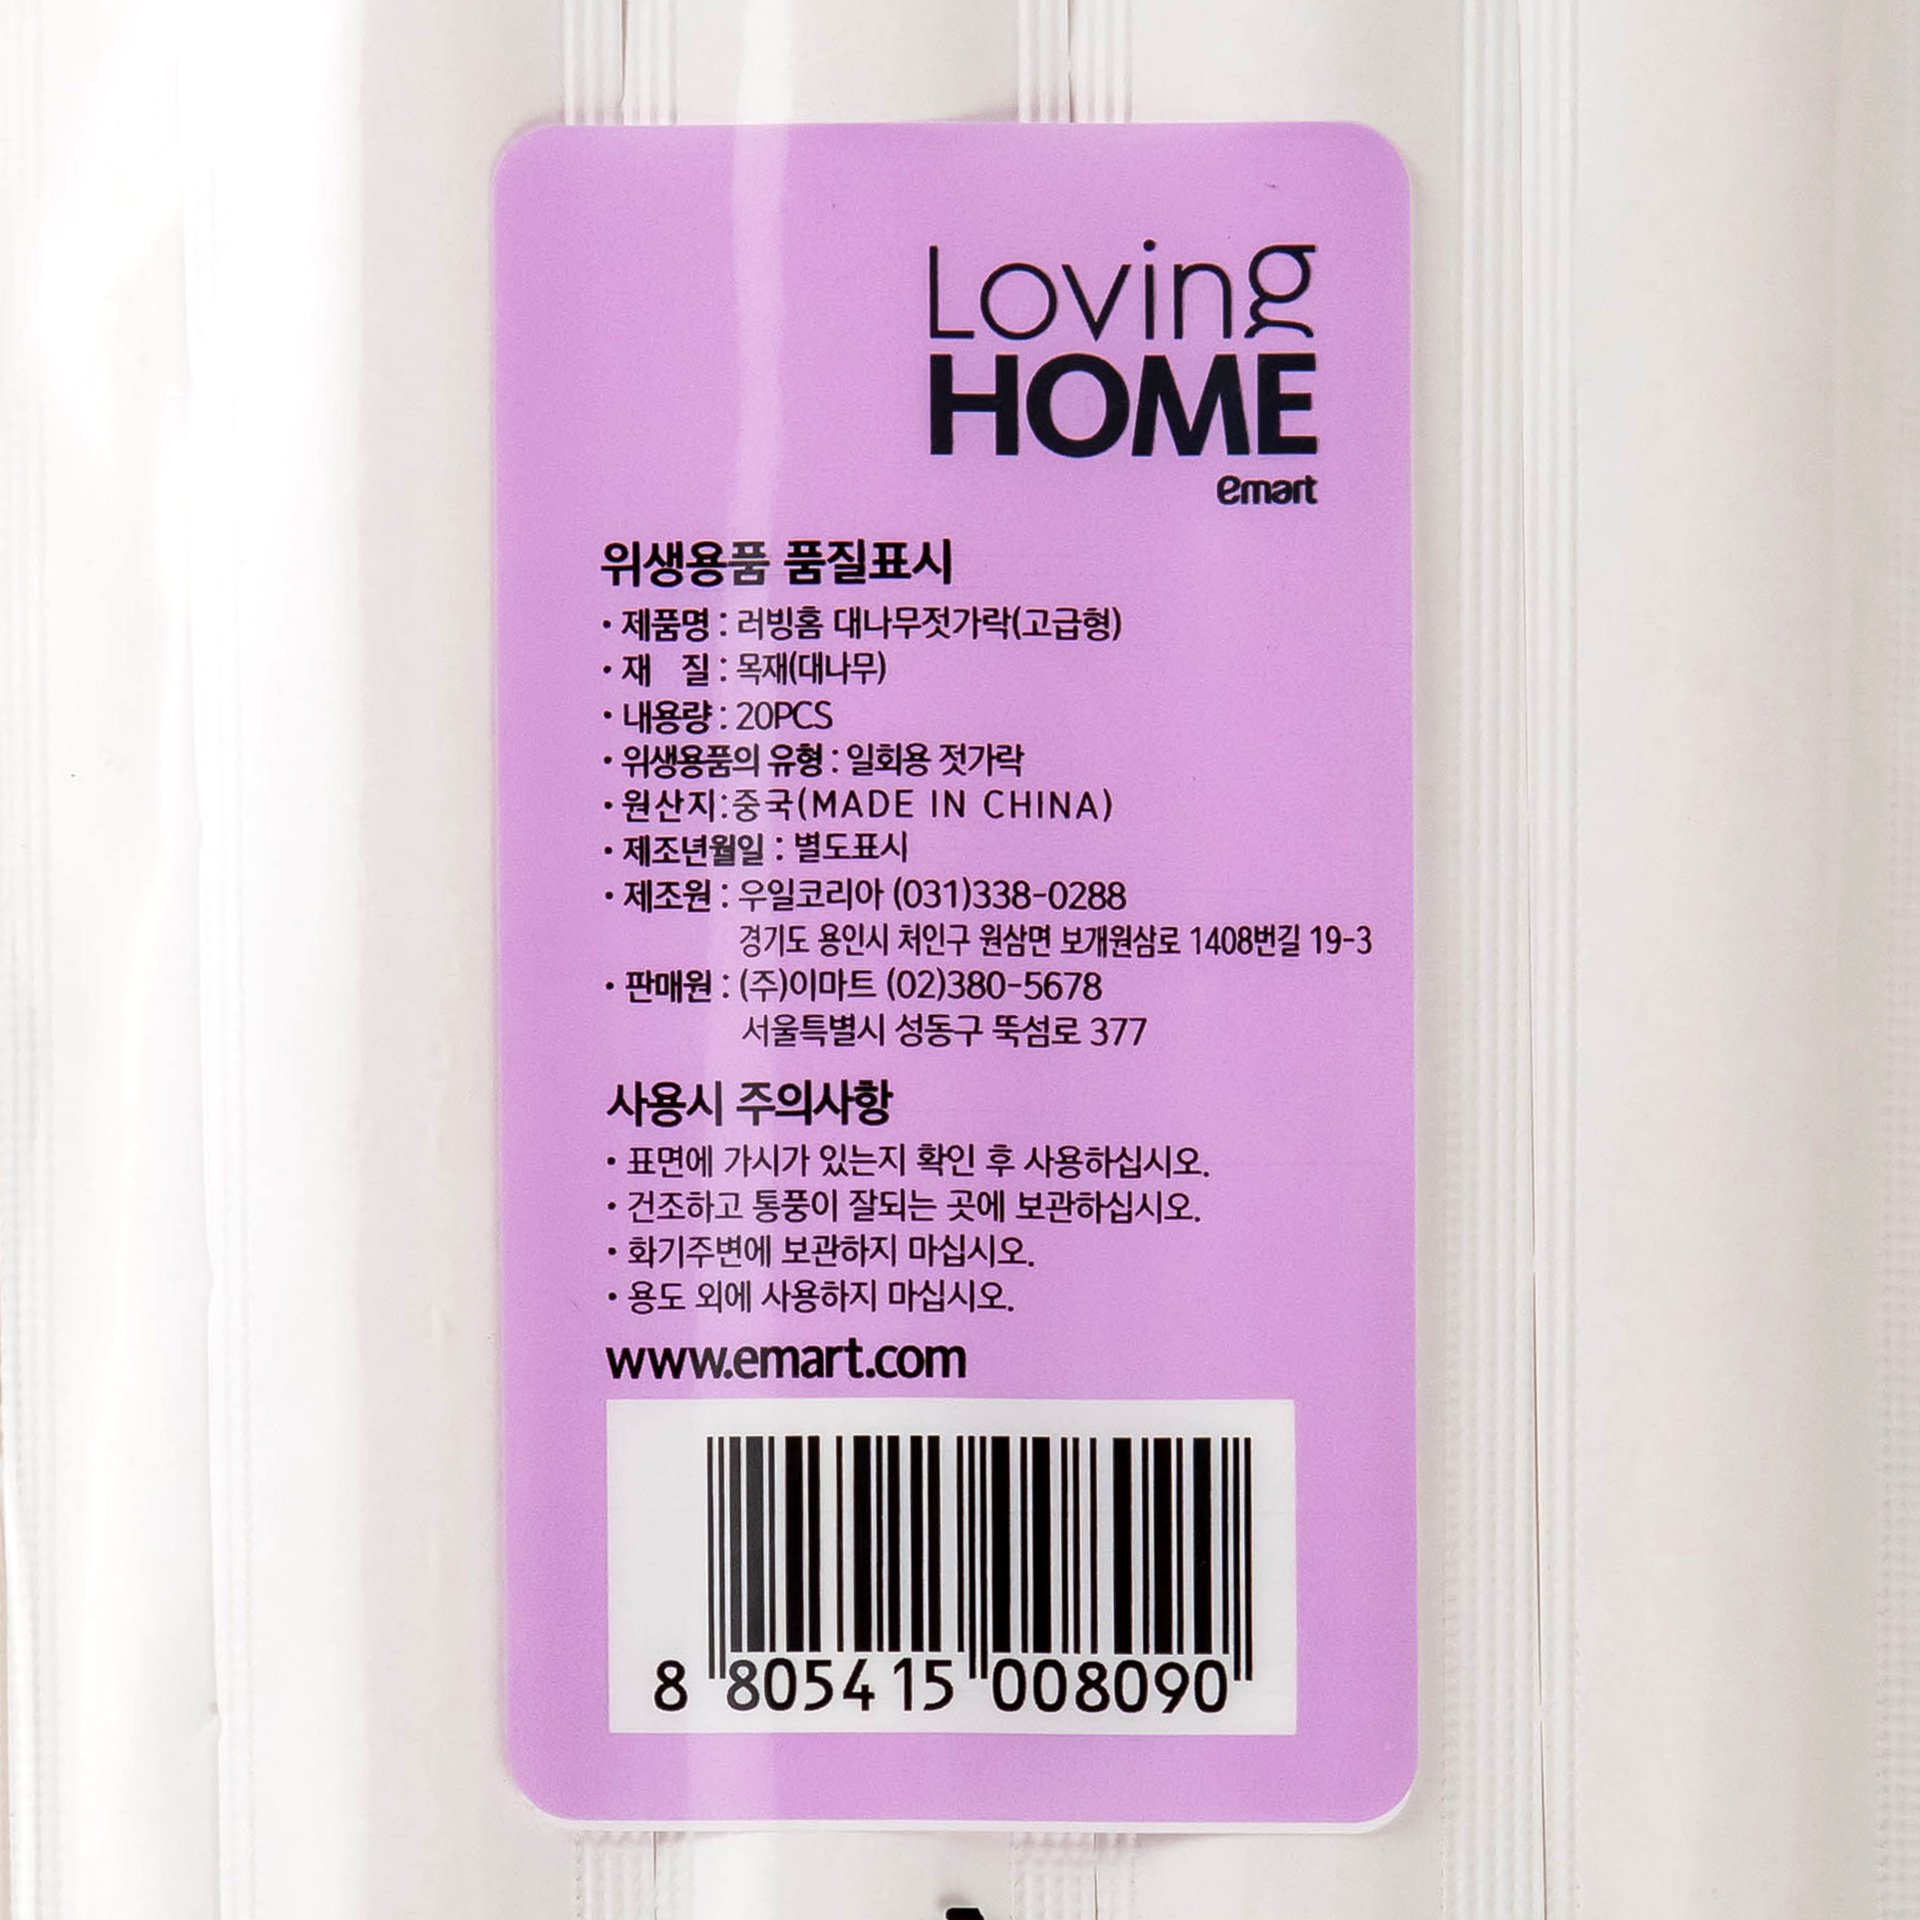 Loving
HOME
emart
위생용품 품질표시
• 제품명 : 러빙홈 대나무젓가락(고급형)
• 재 질 : 목재(대나무)
• 내용량 : 20PCS
• 위생용품의 유형 : 일회용 젓가락
• 원산지:중국(MADE IN CHINA)
• 제조년월일 : 별도표시
• 제조원 : 우일코리아 (031)338-0288
경기도 용인시 처인구 원삼면 보개원삼로 1408번길 19-3
• 판매원 : (주)이마트 (02)380-5678
서울특별시 성동구 뚝섬로 377
사용시 주의사항
• 표면에 가시가 있는지 확인 후 사용하십시오.
• 건조하고 통풍이 잘되는 곳에 보관하십시오.
• 화기주변에 보관하지 마십시오.
• 용도 외에 사용하지 마십시오.
www.emart.com
8 805415 008090